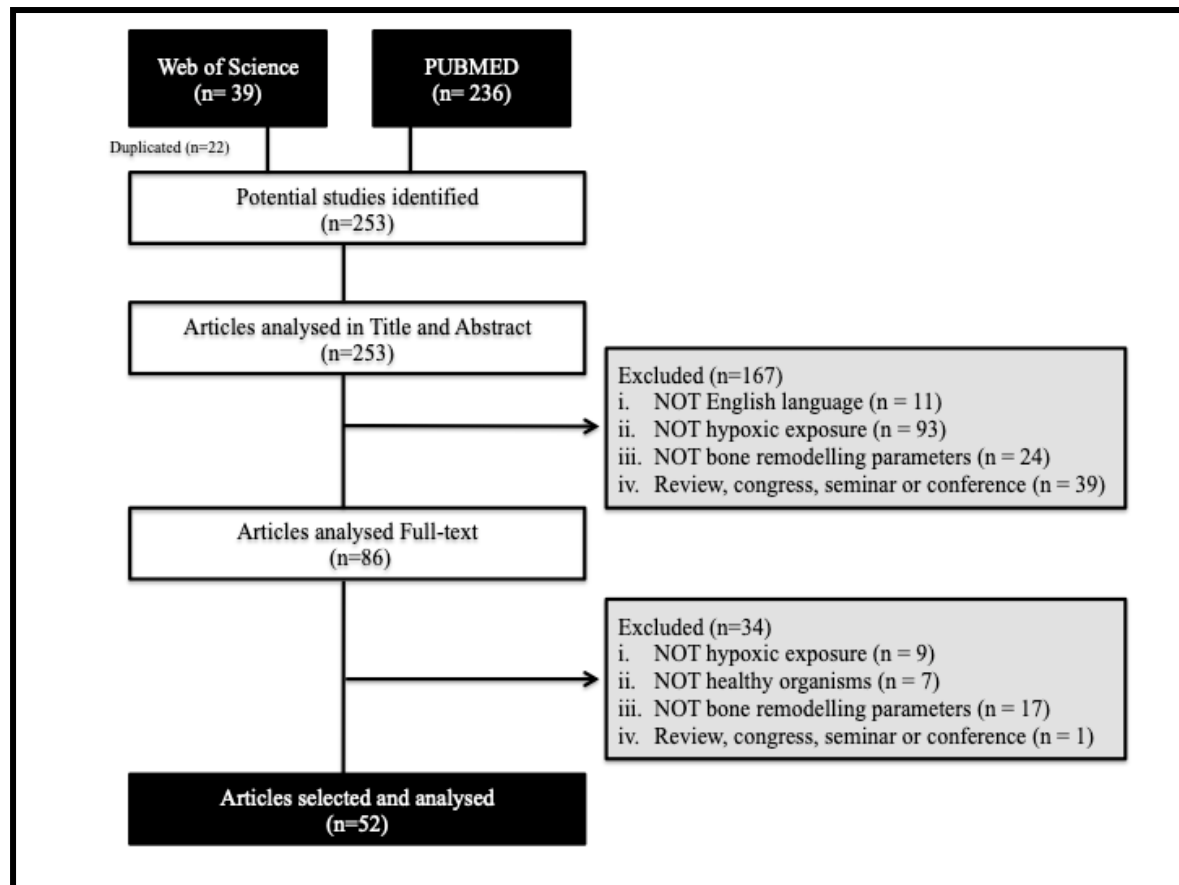 Web of Science
(n= 39)
PUBMED
(n= 236)
Duplicated (n=22)
Potential studies identified
(n=253)
Articles analysed in Title and Abstract
(n=253)
Excluded (n=167)
i. NOT English language (n = 11)
ii. NOT hypoxic exposure (n = 93)
iii. NOT bone remodelling parameters (n = 24)
iv. Review, congress, seminar or conference (n = 39)
Articles analysed Full-text
(n=86)
Excluded (n=34)
i. NOT hypoxic exposure (n = 9)
ii. NOT healthy organisms (n = 7)
iii. NOT bone remodelling parameters (n = 17)
iv. Review, congress, seminar or conference (n = 1)
Articles selected and analysed
(n=52)